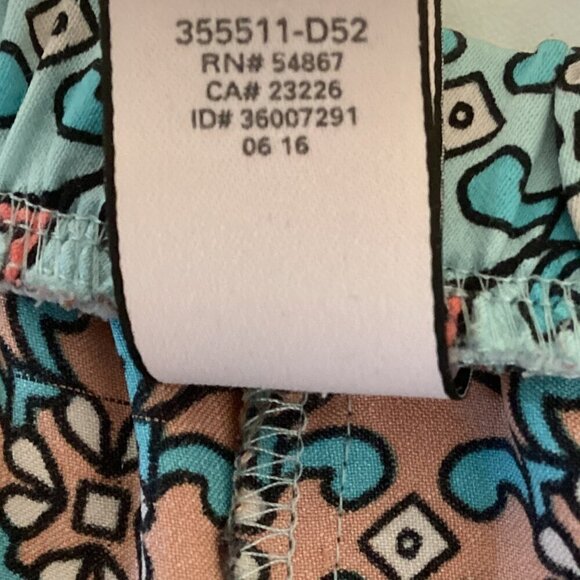 355511-D52
RN# 54867
CA# 23226
ID# 36007291
06 16